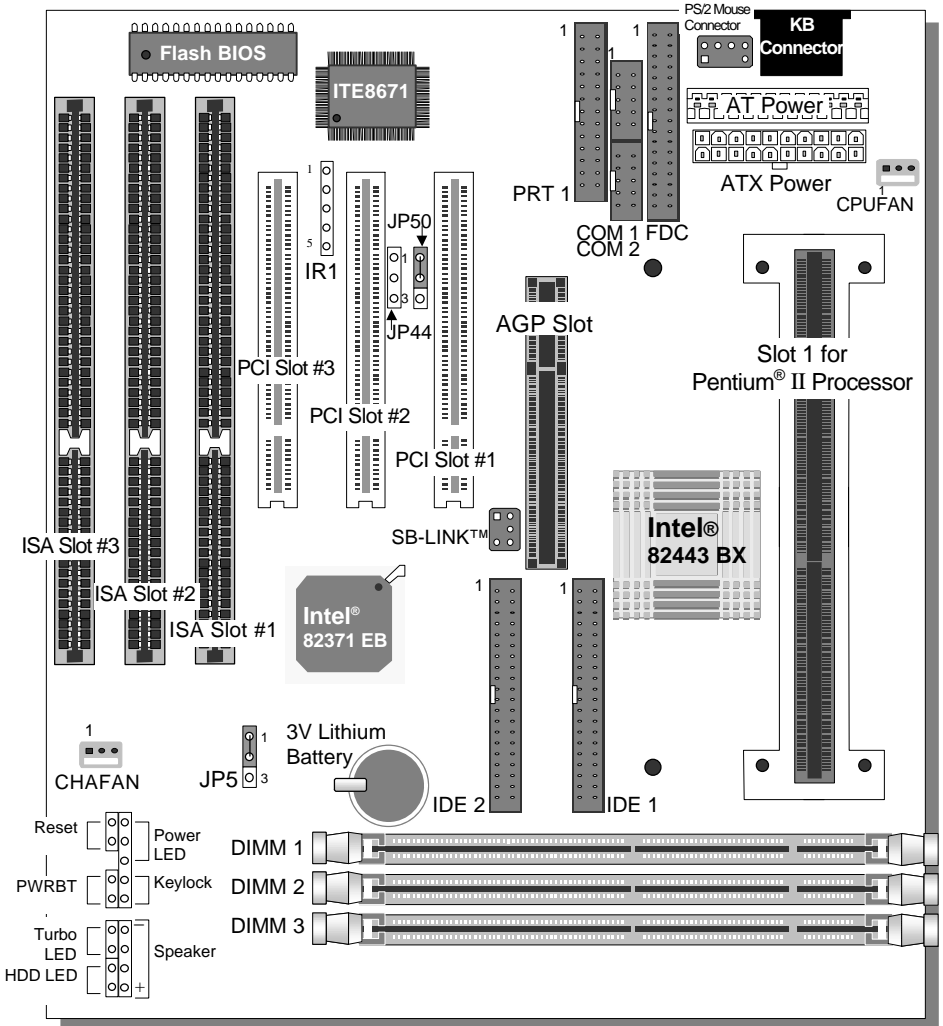 PS/2 Mouse
Connector
KB
Connector
Flash BIOS
ITE8671
1
1
1
AT Power
ATX Power
1
CPUFAN
PRT 1
COM 1
COM 2
FDC
1
5
IR1
JP50
1
3
JP44
AGP Slot
Slot 1 for
Pentium® II Processor
PCI Slot #3
PCI Slot #2
PCI Slot #1
SB-LINK™
Intel®
82443 BX
ISA Slot #3
ISA Slot #2
ISA Slot #1
Intel®
82371 EB
1
1
1
CHAFAN
JP5
1
3
3V Lithium
Battery
IDE 2
IDE 1
Reset
Power
LED
PWRBT
Keylock
Turbo
LED
HDD LED
Speaker
–
+
DIMM 1
DIMM 2
DIMM 3